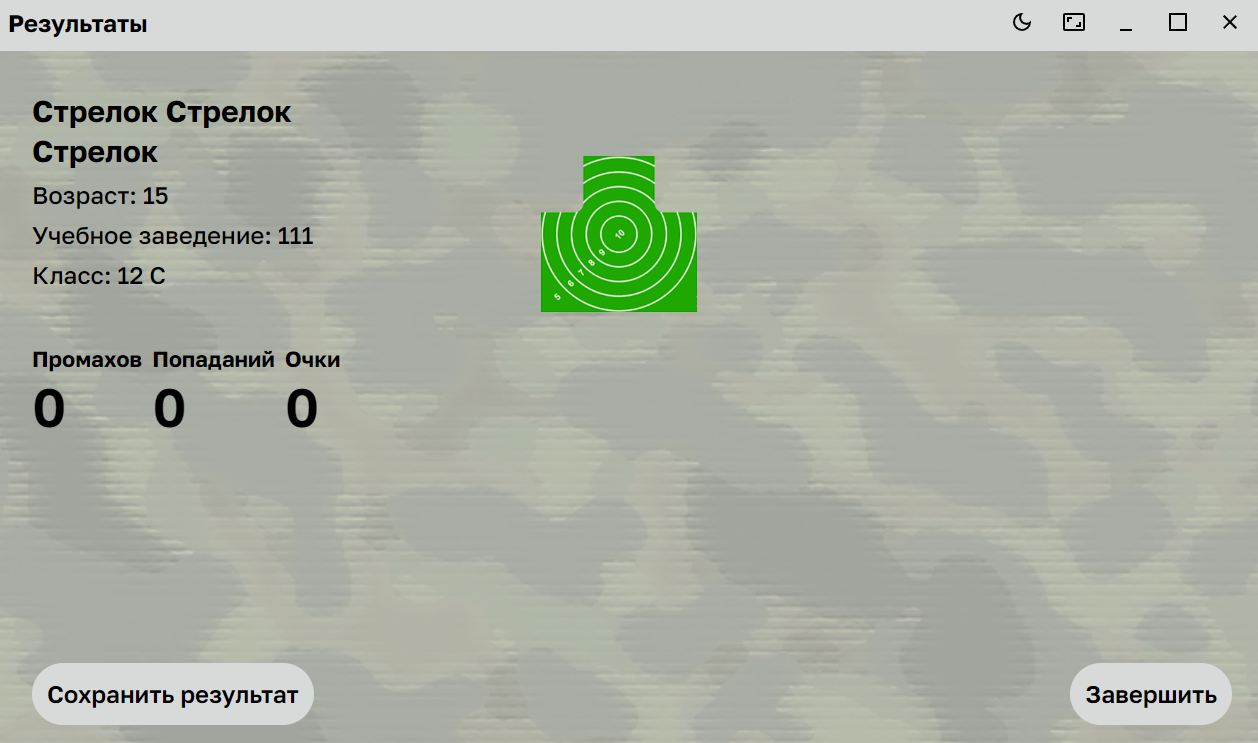 Результаты
Стрелок Стрелок
Стрелок
Возраст: 15
Учебное заведение: 111
Класс: 12 С
10
9
8
7
6
5
Промахов Попаданий Очки
0 0 0
Сохранить результат
Завершить